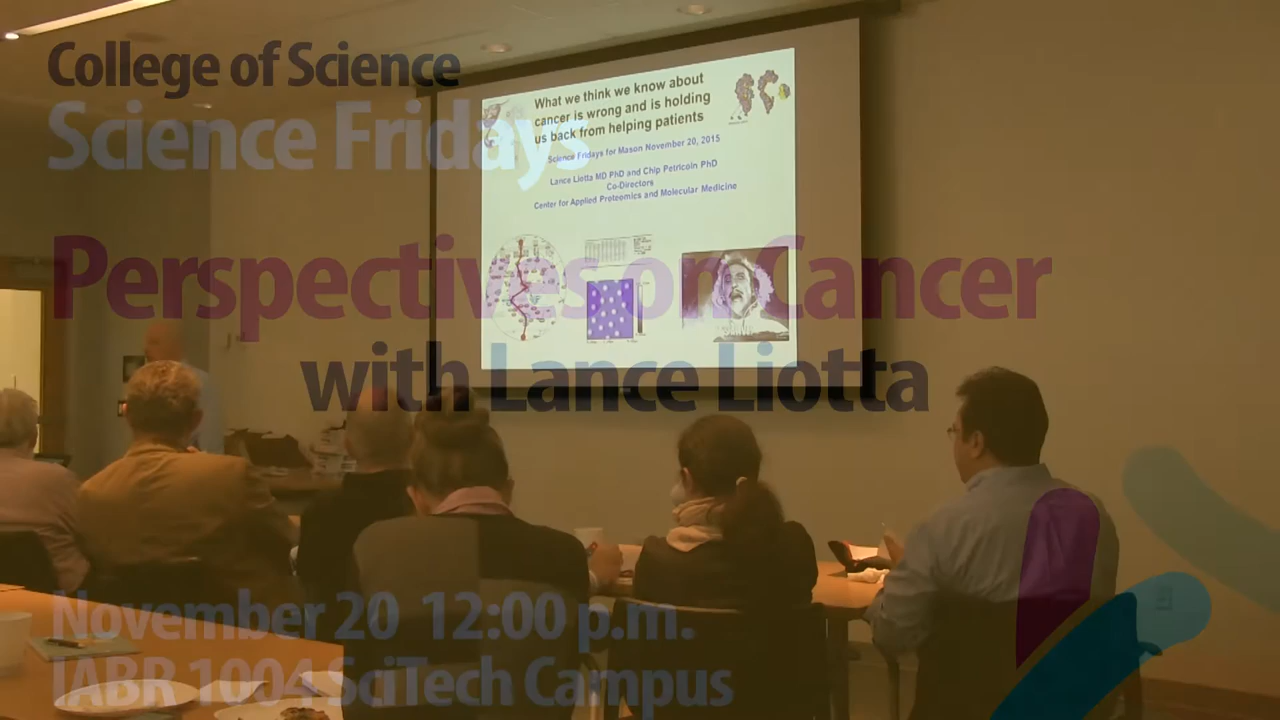 College of Science
Science Fridays
What we think we know about
cancer is wrong and is holding
us back from helping patients
Science Fridays for Mason November 20, 2015
Lance Liotta MD PhD and Chip Petricoin PhD
Co-Directors
Center for Applied Proteomics and Molecular Medicine
Perspectives on Cancer
with Lance Liotta
November 20 12:00 p.m.
IABR 1004 SciTech Campus